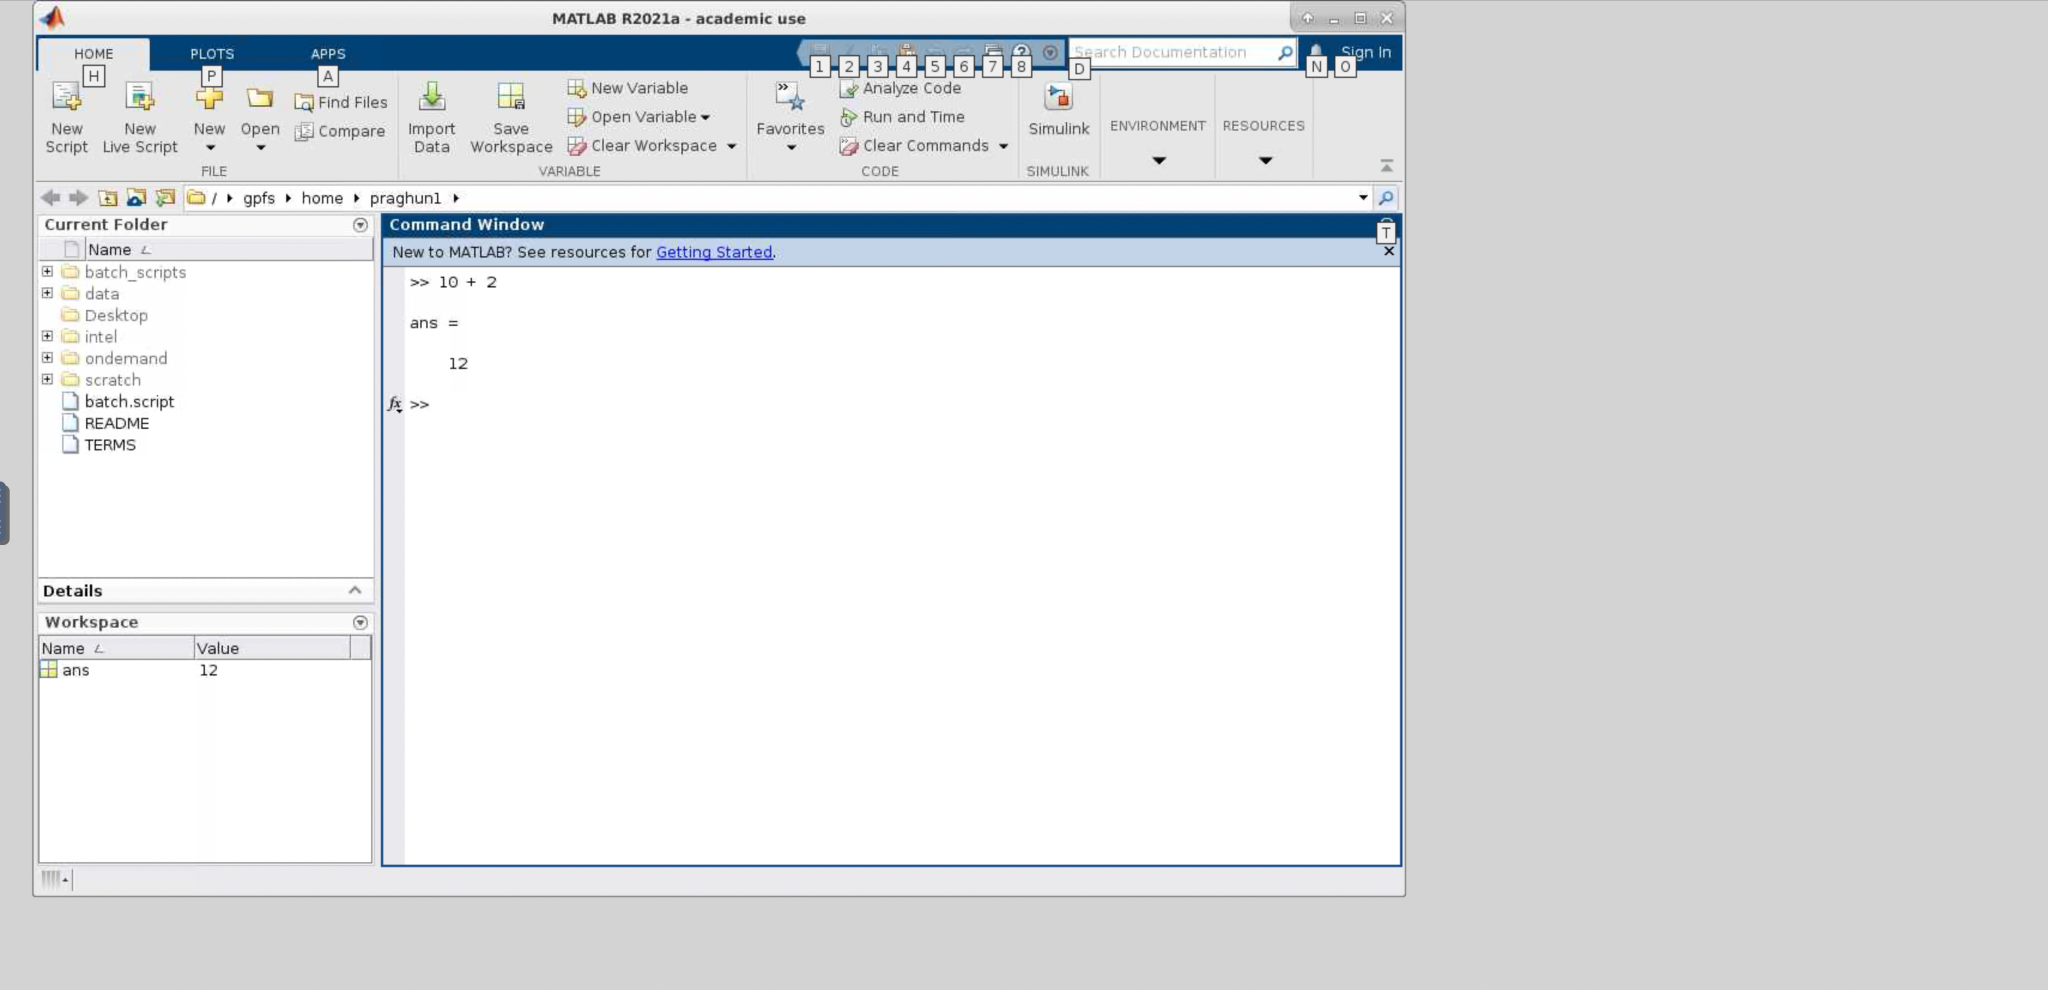 MATLAB R2021a - academic use
HOME PLOTS APPS Search Documentation Sign In
H P A 1 2 3 4 5 6 7 8 D N O
New Script
New Live Script
New
Open
Find Files
Compare
FILE
Import Data
Save Workspace
New Variable
Open Variable
Clear Workspace
VARIABLE
Favorites
Analyze Code
Run and Time
Clear Commands
CODE
Simulink
SIMULINK
ENVIRONMENT
RESOURCES
/ gpfs home praghun1
Current Folder
Name
batch_scripts
data
Desktop
intel
ondemand
scratch
batch.script
README
TERMS
Details
Workspace
Name Value
ans 12
Command Window
T
New to MATLAB? See resources for Getting Started.
>> 10 + 2
ans =
12
fx >>